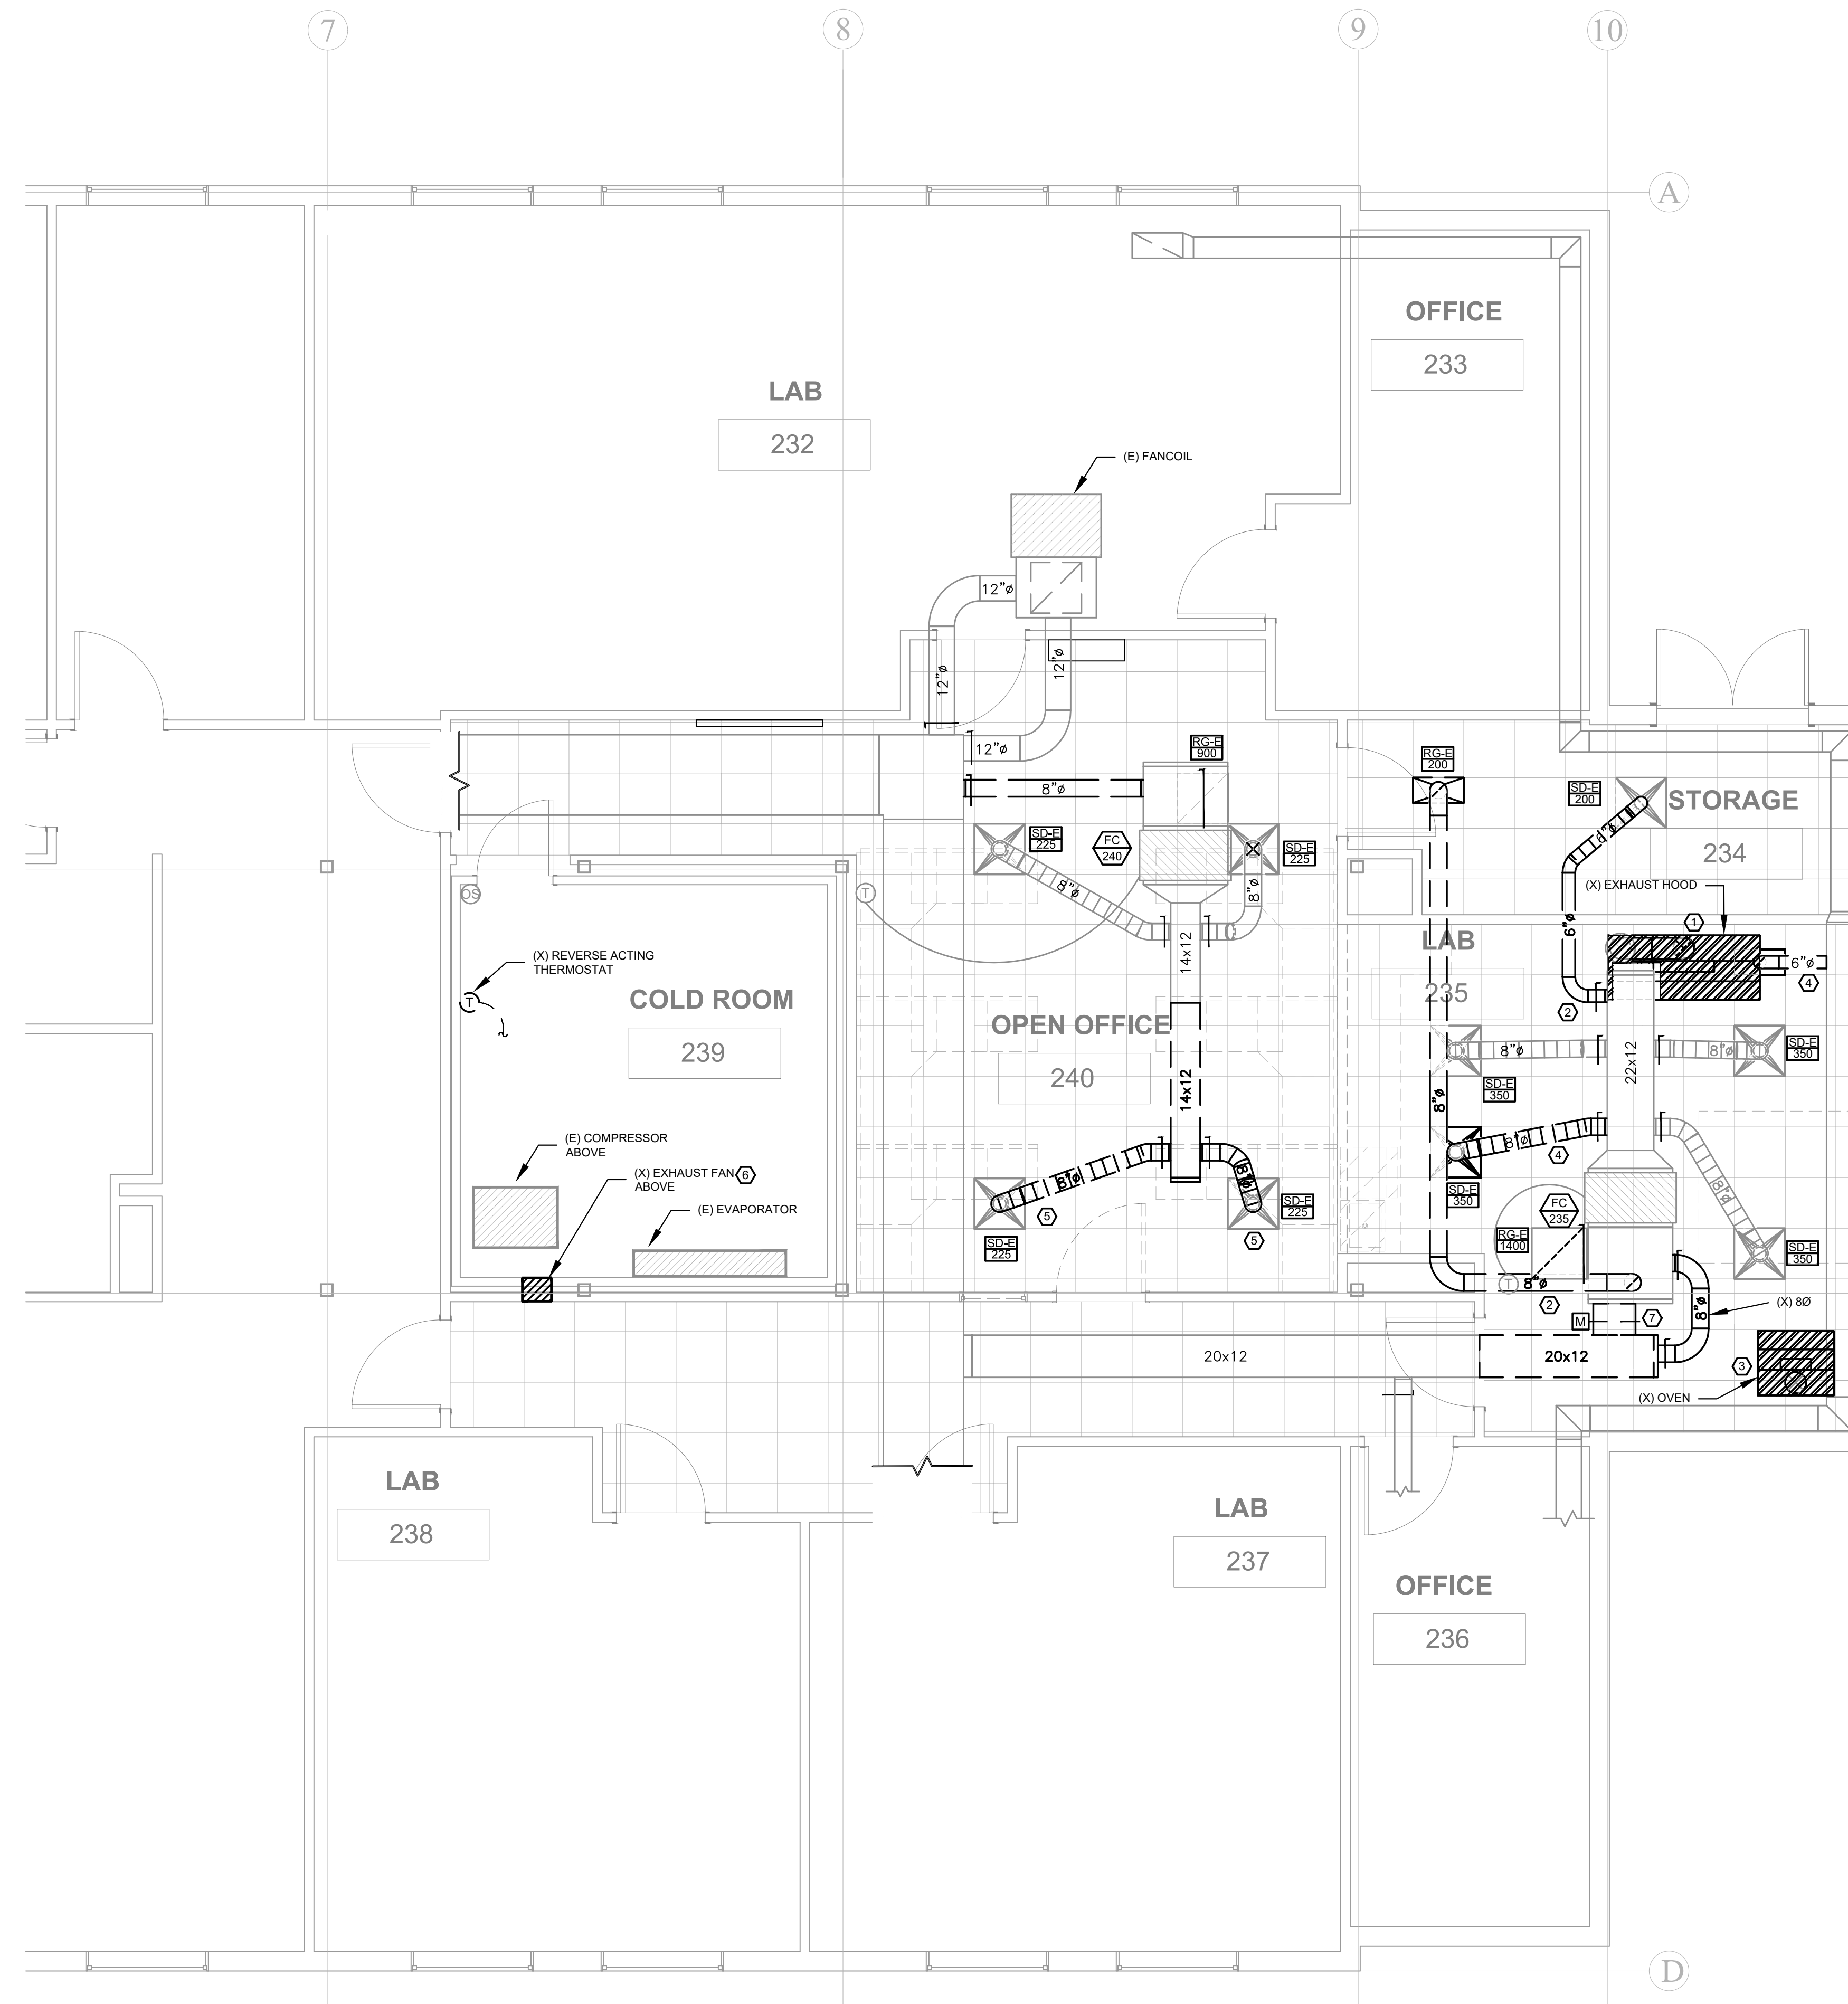 7
8
9
10
A
OFFICE
233
LAB
232
(E) FANCOIL
12"ø
12"ø
12"ø
12"ø
RG-E
900
RG-E
200
8"ø
SD-E
200
STORAGE
234
SD-E
225
FC
240
SD-E
225
6"ø
T
OS
8"ø
8"ø
(X) EXHAUST HOOD
1
14x12
6"ø
LAB
235
6"ø
4
(X) REVERSE ACTING
THERMOSTAT
T
COLD ROOM
239
OPEN OFFICE
240
2
8"ø
8"ø
SD-E
350
22x12
SD-E
350
14x12
8"ø
8"ø
4
(E) COMPRESSOR
ABOVE
(X) EXHAUST FAN 6
ABOVE
(E) EVAPORATOR
8"ø
8"ø
8"ø
SD-E
350
SD-E
225
5
5
SD-E
225
FC
235
RG-E
1400
SD-E
350
T
8"ø
2
8"ø
(X) 8Ø
M
7
20x12
20x12
3
(X) OVEN
LAB
238
LAB
237
OFFICE
236
D